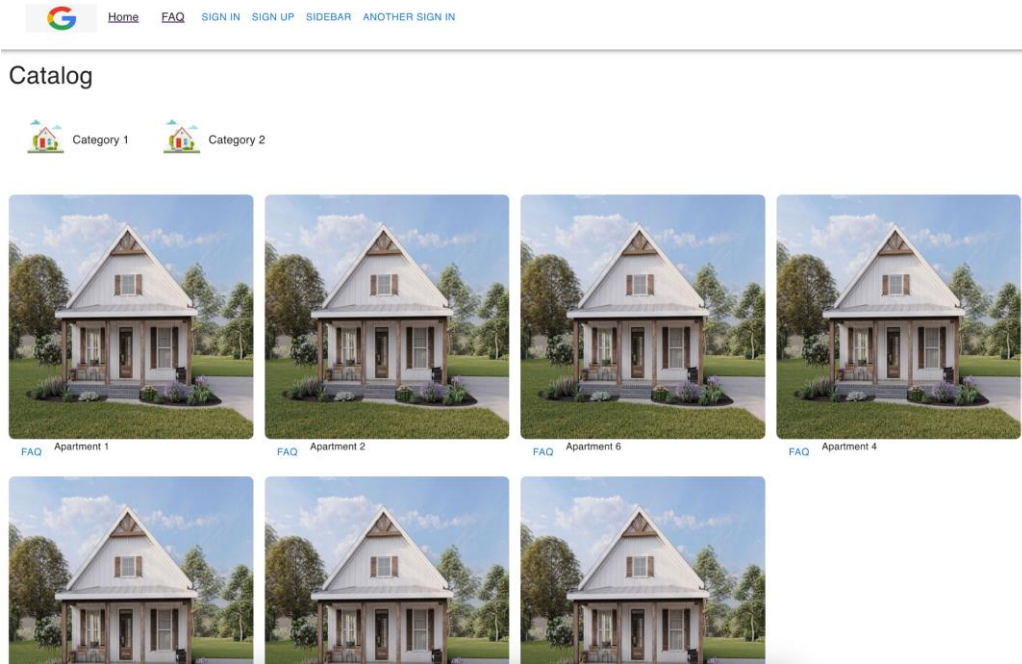 Home FAQ SIGN IN SIGN UP SIDEBAR ANOTHER SIGN IN
Catalog
Category 1 Category 2
FAQ Apartment 1 FAQ Apartment 2 FAQ Apartment 6 FAQ Apartment 4